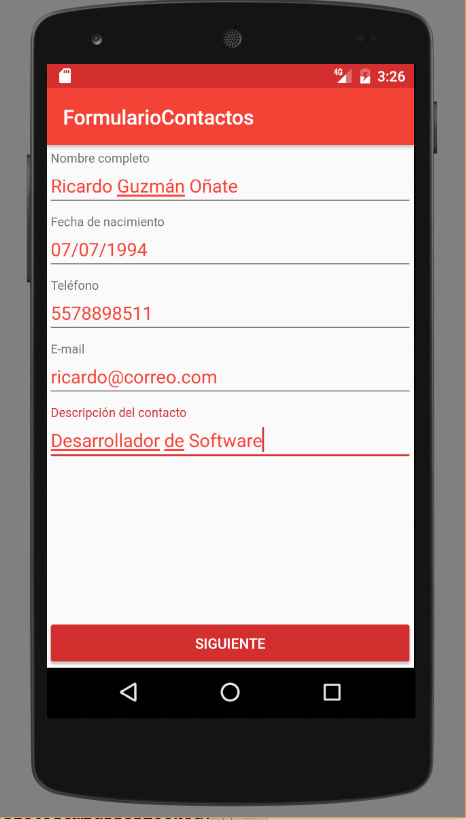 4G 3:26
FormularioContactos
Nombre completo
Ricardo Guzmán Oñate
Fecha de nacimiento
07/07/1994
Teléfono
5578898511
E-mail
ricardo@correo.com
Descripción del contacto
Desarrollador de Software
SIGUIENTE